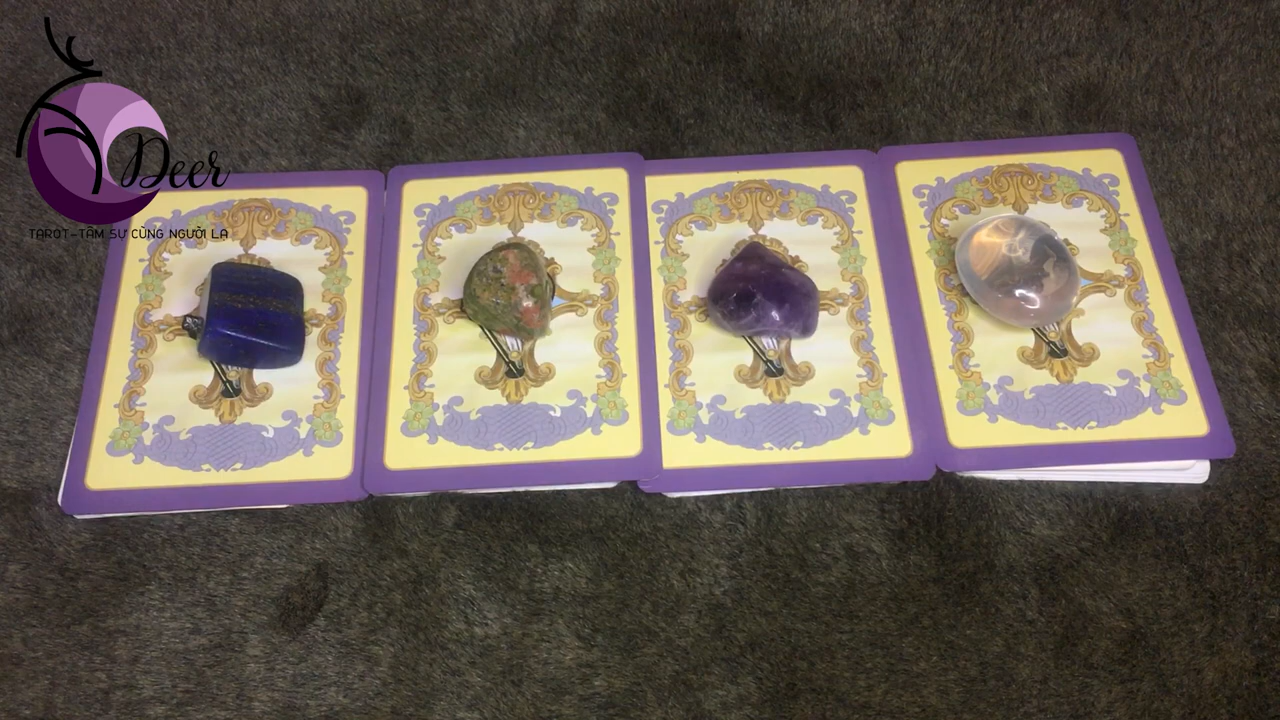 Deer
TAROT-TÂM SỰ CÙNG NGƯỜI LẠ